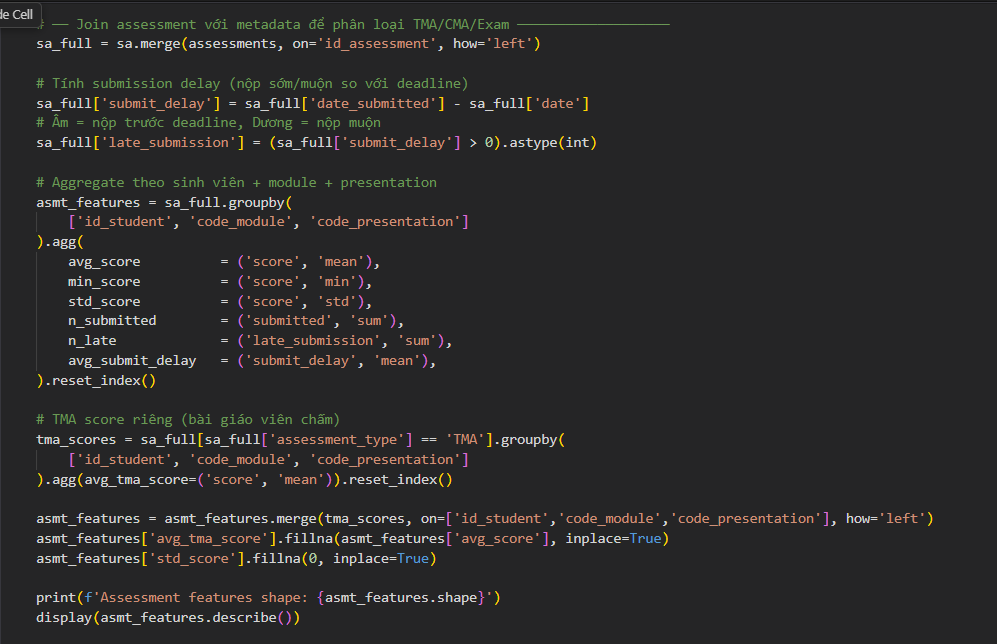 de Cell
# — Join assessment với metadata để phân loại TMA/CMA/Exam ———————————
sa_full = sa.merge(assessments, on='id_assessment', how='left')
# Tính submission delay (nộp sớm/muộn so với deadline)
sa_full['submit_delay'] = sa_full['date_submitted'] - sa_full['date']
# Âm = nộp trước deadline, Dương = nộp muộn
sa_full['late_submission'] = (sa_full['submit_delay'] > 0).astype(int)
# Aggregate theo sinh viên + module + presentation
asmt_features = sa_full.groupby(
    ['id_student', 'code_module', 'code_presentation']
).agg(
    avg_score          = ('score', 'mean'),
    min_score          = ('score', 'min'),
    std_score          = ('score', 'std'),
    n_submitted        = ('submitted', 'sum'),
    n_late             = ('late_submission', 'sum'),
    avg_submit_delay   = ('submit_delay', 'mean'),
).reset_index()
# TMA score riêng (bài giáo viên chấm)
tma_scores = sa_full[sa_full['assessment_type'] == 'TMA'].groupby(
    ['id_student', 'code_module', 'code_presentation']
).agg(avg_tma_score=('score', 'mean')).reset_index()
asmt_features = asmt_features.merge(tma_scores, on=['id_student','code_module','code_presentation'], how='left')
asmt_features['avg_tma_score'].fillna(asmt_features['avg_score'], inplace=True)
asmt_features['std_score'].fillna(0, inplace=True)
print(f'Assessment features shape: {asmt_features.shape}')
display(asmt_features.describe())